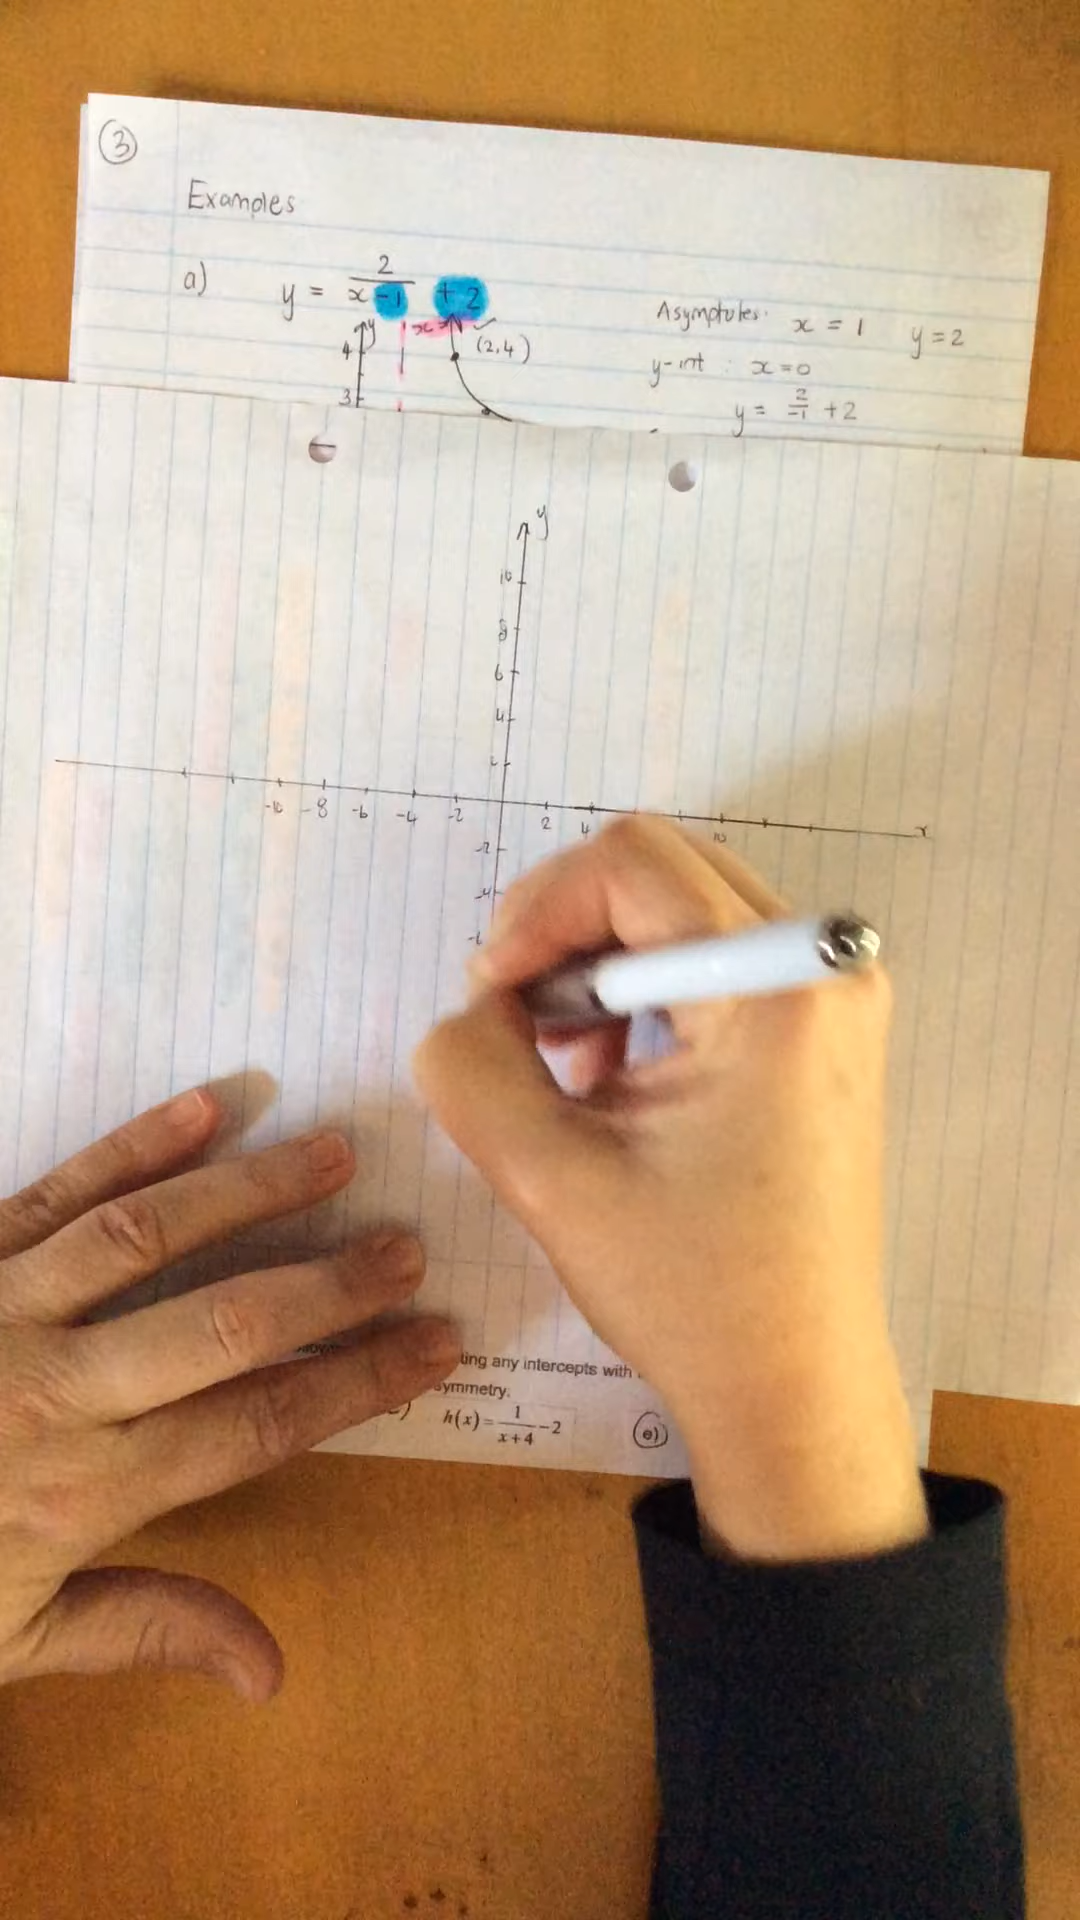 ③
Examples
a) y = 2/(x -1) + 2
Asymptotes: x = 1 y = 2
y
4
(2,4)
y-int : x = 0
3
y = 2/-1 + 2
y
10
8
6
4
2
-10 -8 -6 -4 -2 2 4 10 x
-2
-4
-6
ting any intercepts with
symmetry.
h(x) = 1/(x+4) − 2 e)